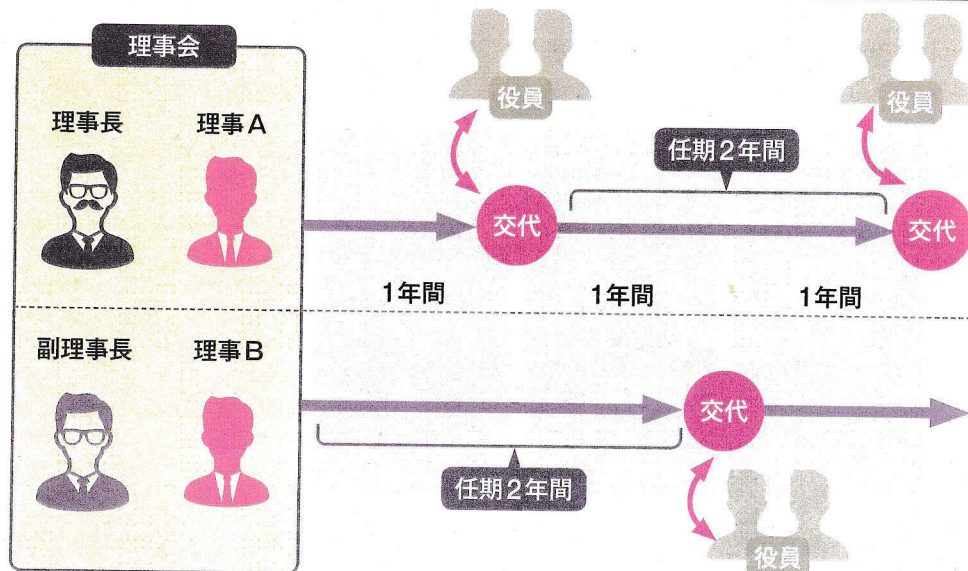 理事会
理事長
理事A
役員
役員
任期2年間
交代
交代
1年間
1年間
1年間
副理事長
理事B
交代
任期2年間
役員